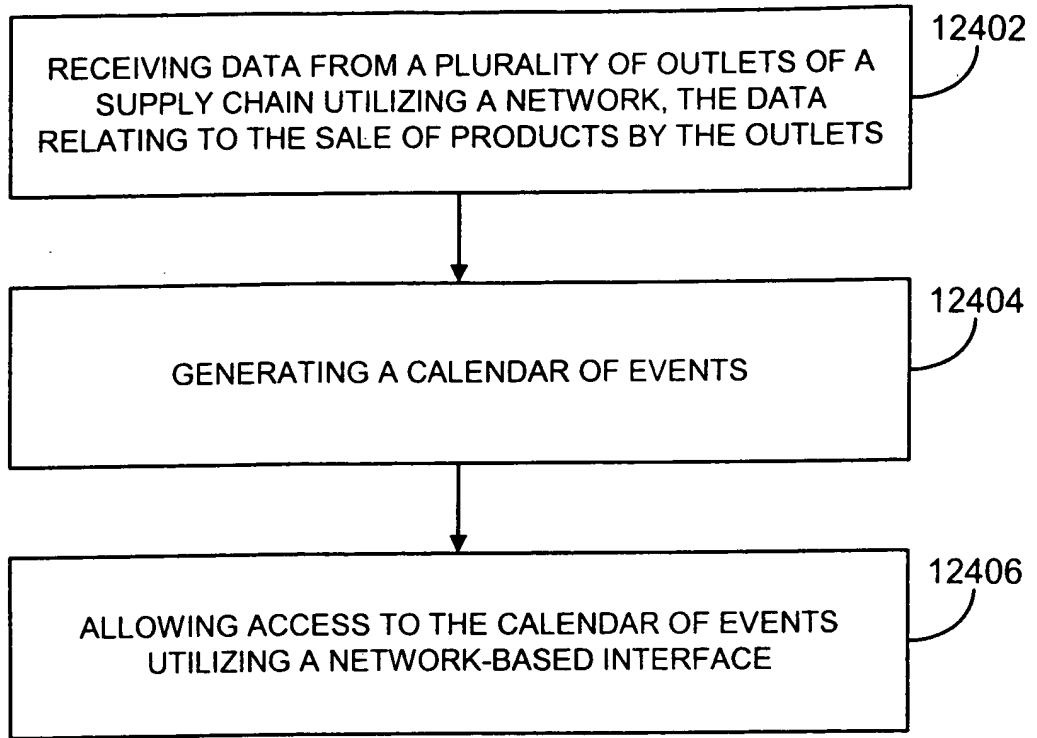 12402
RECEIVING DATA FROM A PLURALITY OF OUTLETS OF A
SUPPLY CHAIN UTILIZING A NETWORK, THE DATA
RELATING TO THE SALE OF PRODUCTS BY THE OUTLETS
12404
GENERATING A CALENDAR OF EVENTS
12406
ALLOWING ACCESS TO THE CALENDAR OF EVENTS
UTILIZING A NETWORK-BASED INTERFACE